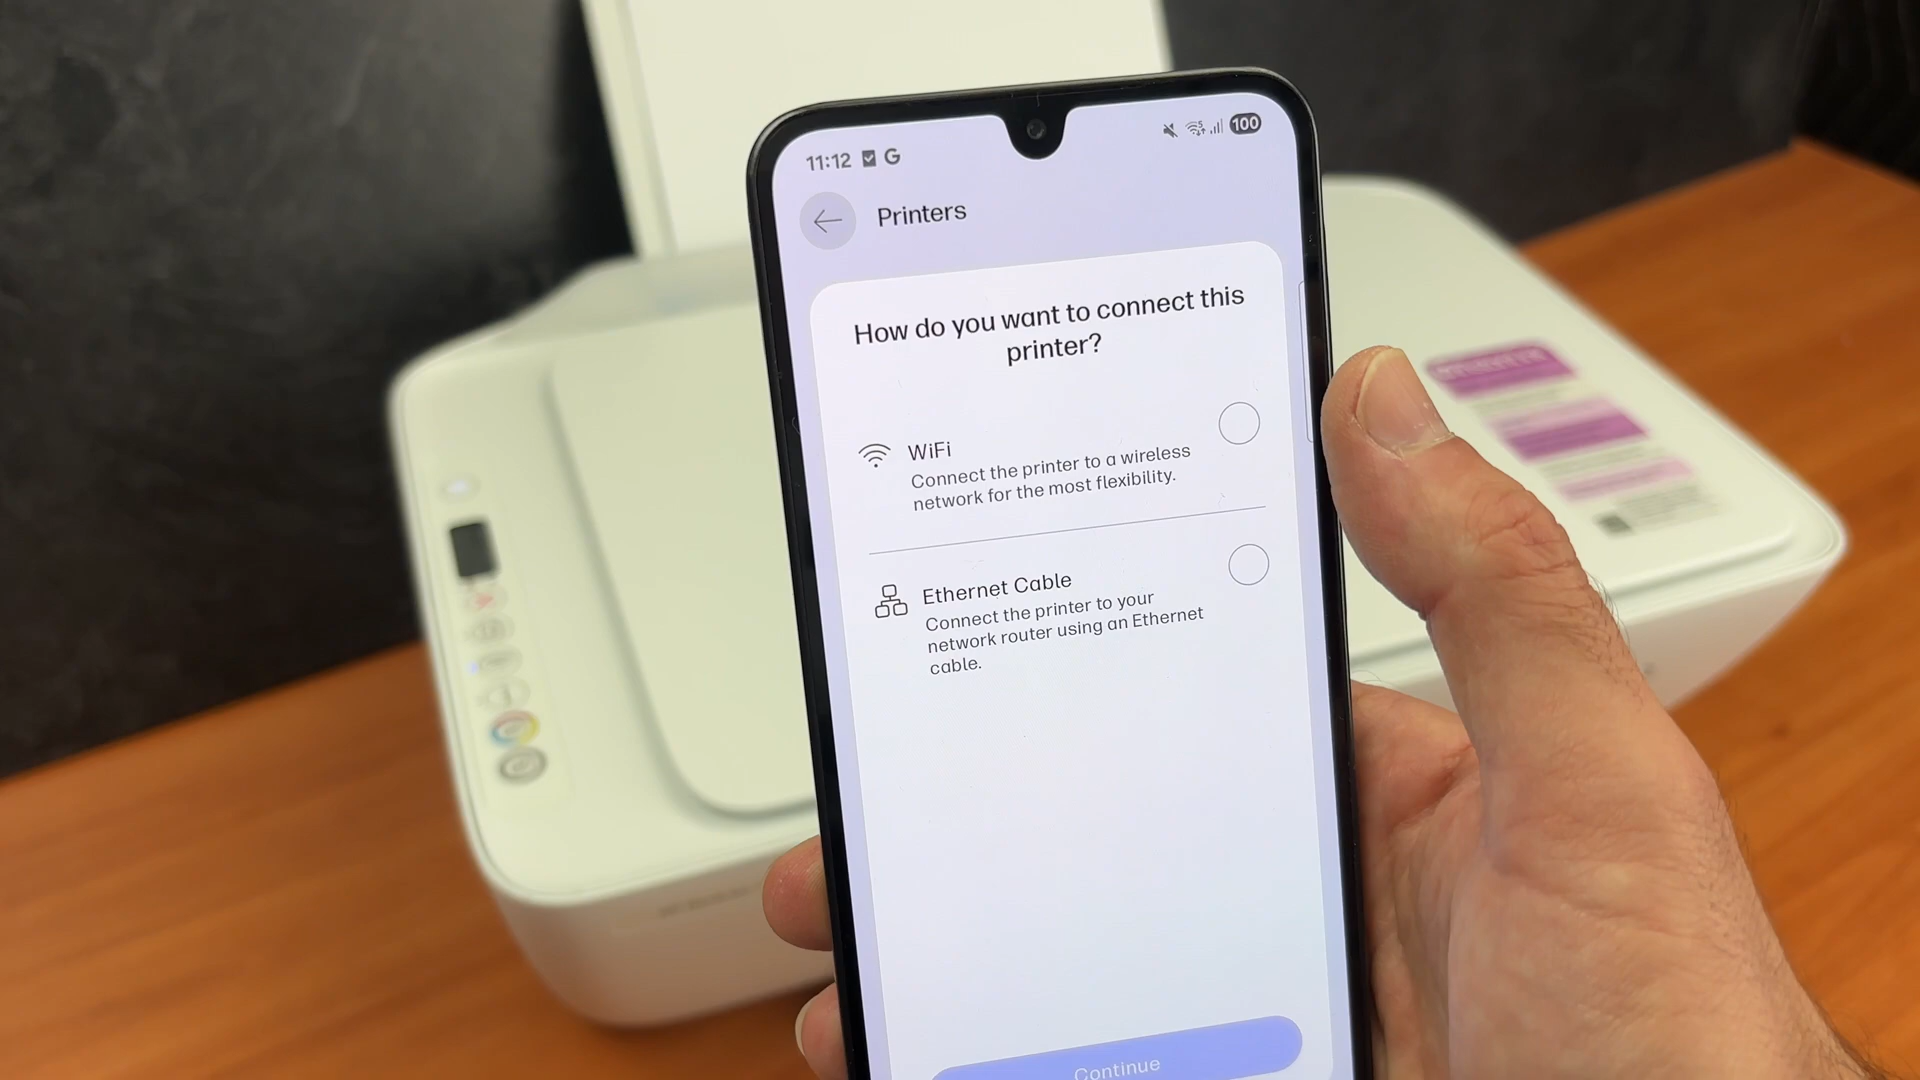 11:12
G
5
100
Printers
How do you want to connect this
printer?
WiFi
Connect the printer to a wireless
network for the most flexibility.
Ethernet Cable
Connect the printer to your
network router using an Ethernet
cable.
Continue